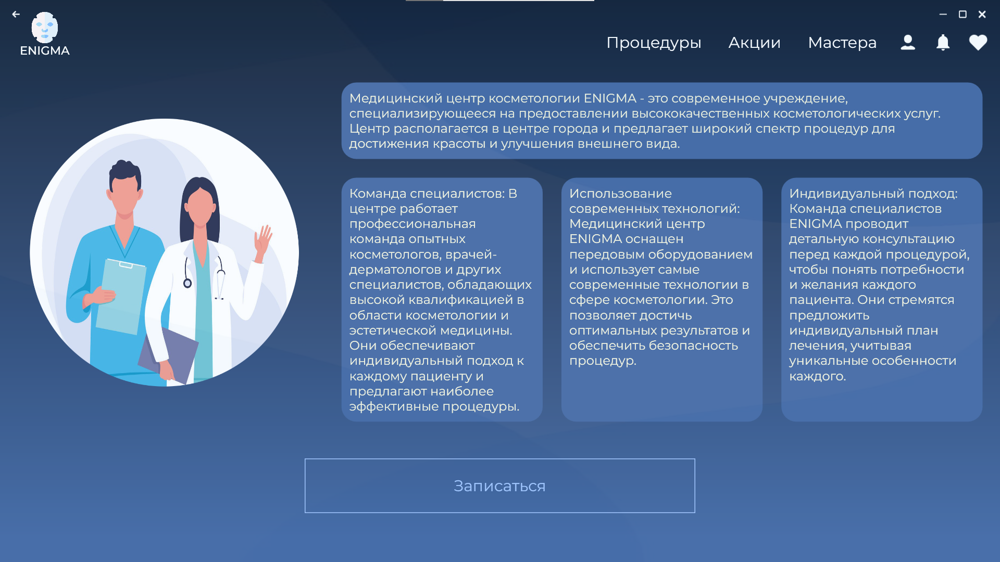 ENIGMA
Процедуры
Акции
Мастера
Медицинский центр косметологии ENIGMA - это современное учреждение,
специализирующееся на предоставлении высококачественных косметологических услуг.
Центр располагается в центре города и предлагает широкий спектр процедур для
достижения красоты и улучшения внешнего вида.
Команда специалистов: В
центре работает
профессиональная
команда опытных
косметологов, врачей-
дерматологов и других
специалистов, обладающих
высокой квалификацией в
области косметологии и
эстетической медицины.
Они обеспечивают
индивидуальный подход к
каждому пациенту и
предлагают наиболее
эффективные процедуры.
Использование
современных технологий:
Медицинский центр
ENIGMA оснащен
передовым оборудованием
и использует самые
современные технологии в
сфере косметологии. Это
позволяет достичь
оптимальных результатов и
обеспечить безопасность
процедур.
Индивидуальный подход:
Команда специалистов
ENIGMA проводит
детальную консультацию
перед каждой процедурой,
чтобы понять потребности
и желания каждого
пациента. Они стремятся
предложить
индивидуальный план
лечения, учитывая
уникальные особенности
каждого.
Записаться